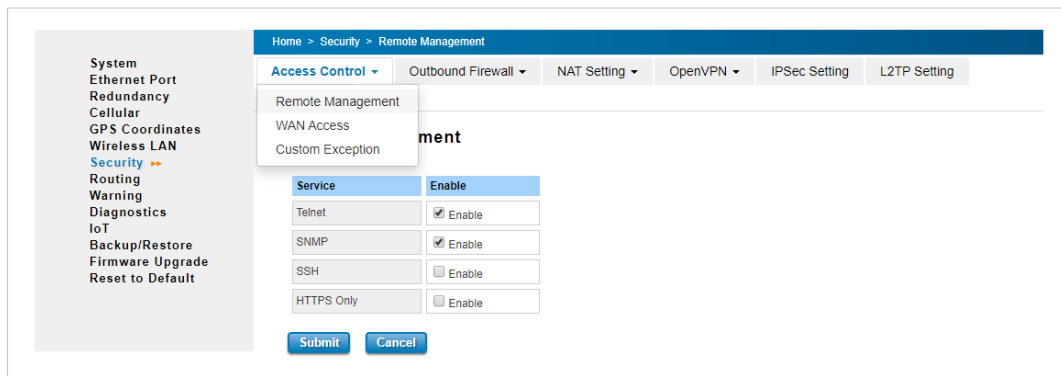 Home > Security > Remote Management
System
Ethernet Port
Redundancy
Cellular
GPS Coordinates
Wireless LAN
Security
Routing
Warning
Diagnostics
IoT
Backup/Restore
Firmware Upgrade
Reset to Default
Access Control
Outbound Firewall
NAT Setting
OpenVPN
IPSec Setting
L2TP Setting
Remote Management
WAN Access
Custom Exception
ment
Service Enable
Telnet Enable
SNMP Enable
SSH Enable
HTTPS Only Enable
Submit Cancel